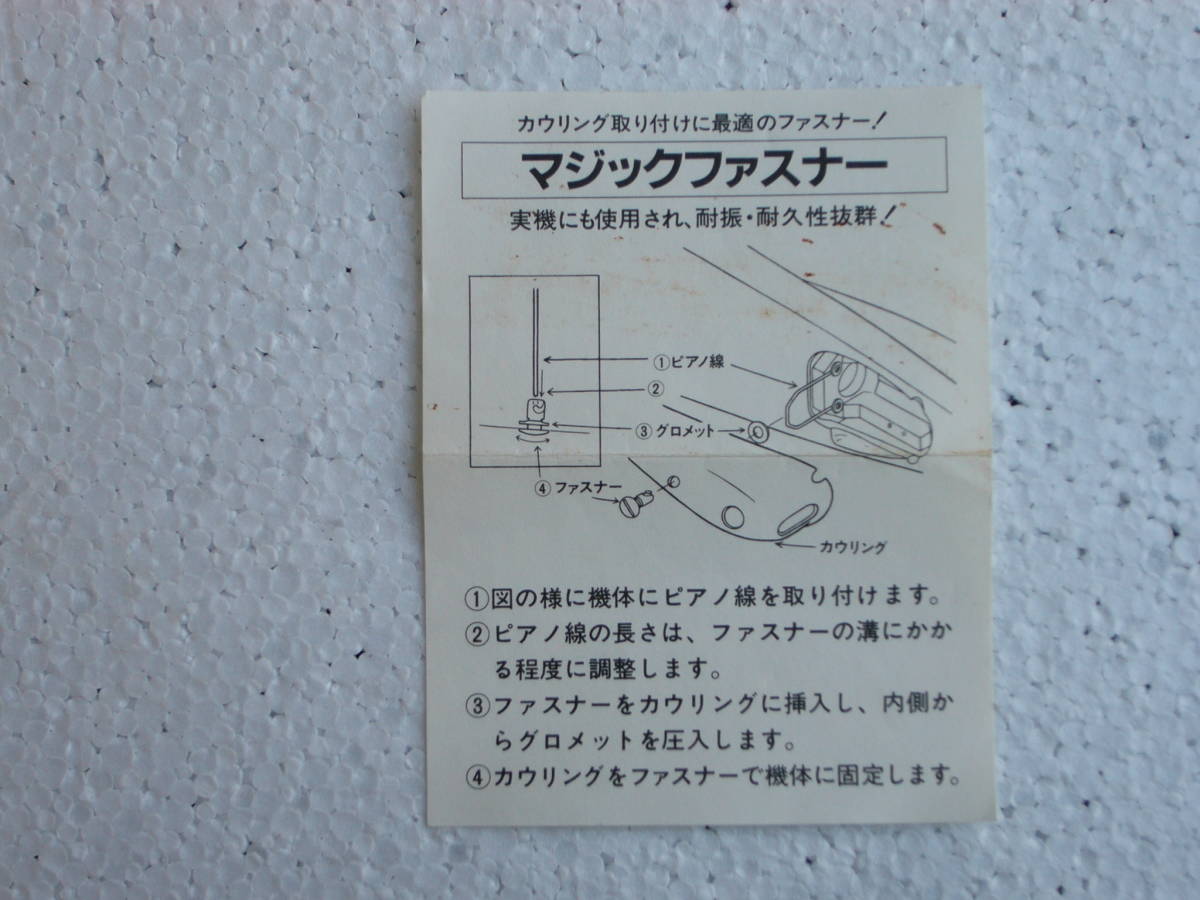 カウリング取り付けに最適のファスナー!
マジックファスナー
実機にも使用され、耐振・耐久性抜群!
①ピアノ線
②
③グロメット
④ファスナー
カウリング
①図の様に機体にピアノ線を取り付けます。
②ピアノ線の長さは、ファスナーの溝にかか
る程度に調整します。
③ファスナーをカウリングに挿入し、内側か
らグロメットを圧入します。
④カウリングをファスナーで機体に固定します。